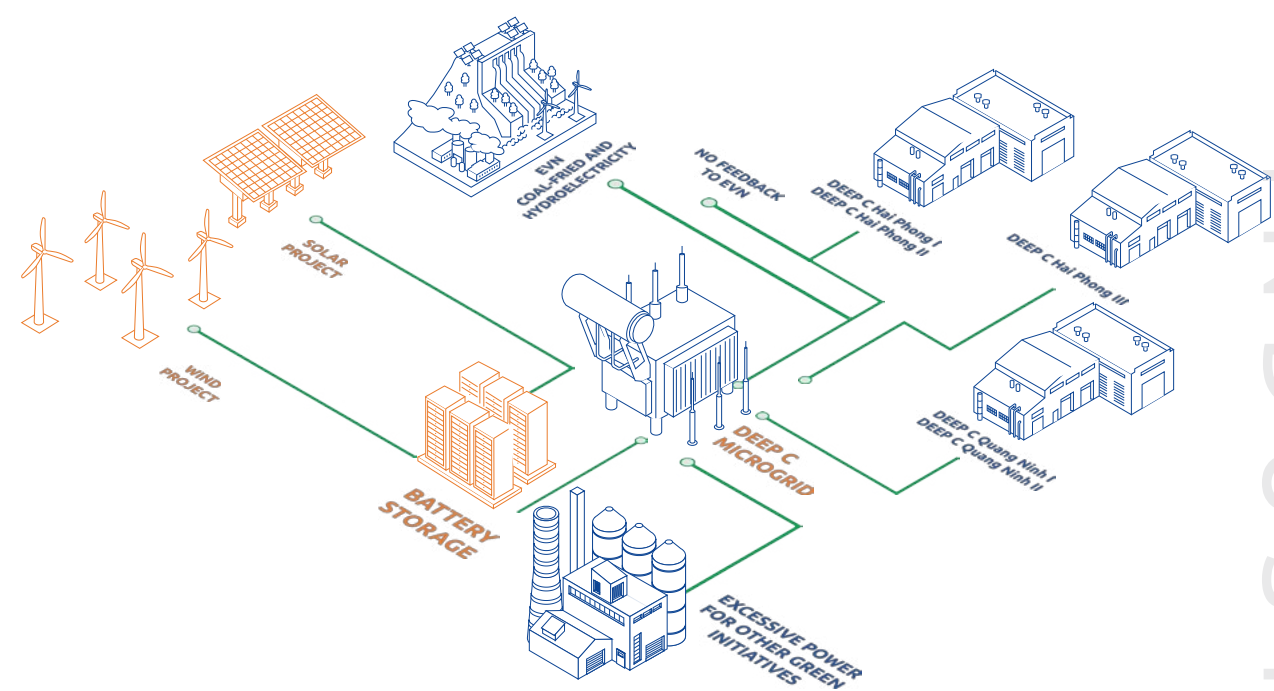 EVN
COAL-FRIED AND
HYDROELECTRICITY
NO FEEDBACK
TO EVN
DEEP C Hai Phong I
DEEP C Hai Phong II
DEEP C Hai Phong III
SOLAR
PROJECT
WIND
PROJECT
DEEP C
MICROGRID
DEEP C Quang Ninh I
DEEP C Quang Ninh II
BATTERY
STORAGE
EXCESSIVE POWER
FOR OTHER GREEN
INITIATIVES